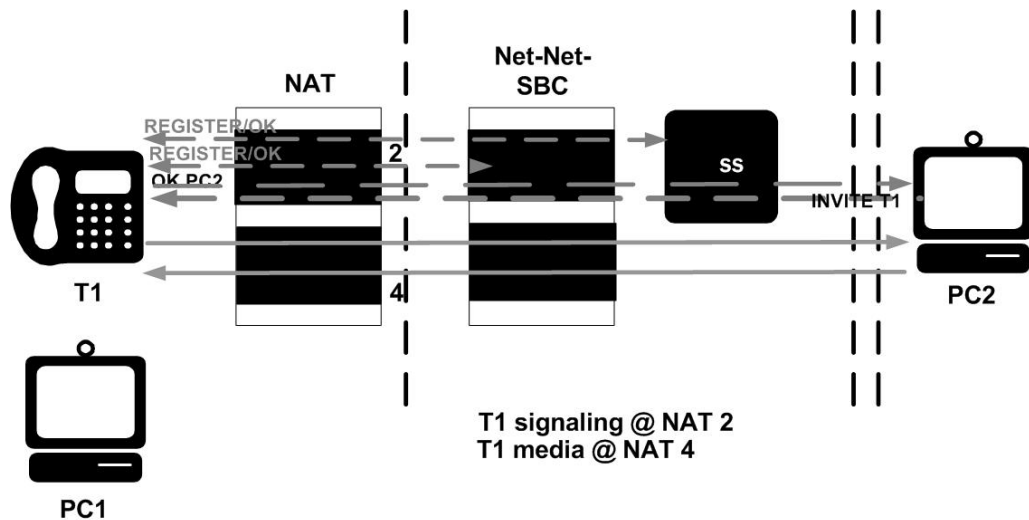 Net-Net-
SBC
NAT
REGISTER/OK
REGISTER/OK
2
OK PC2
SS
INVITE T1
T1
4
PC2
T1 signaling @ NAT 2
T1 media @ NAT 4
PC1